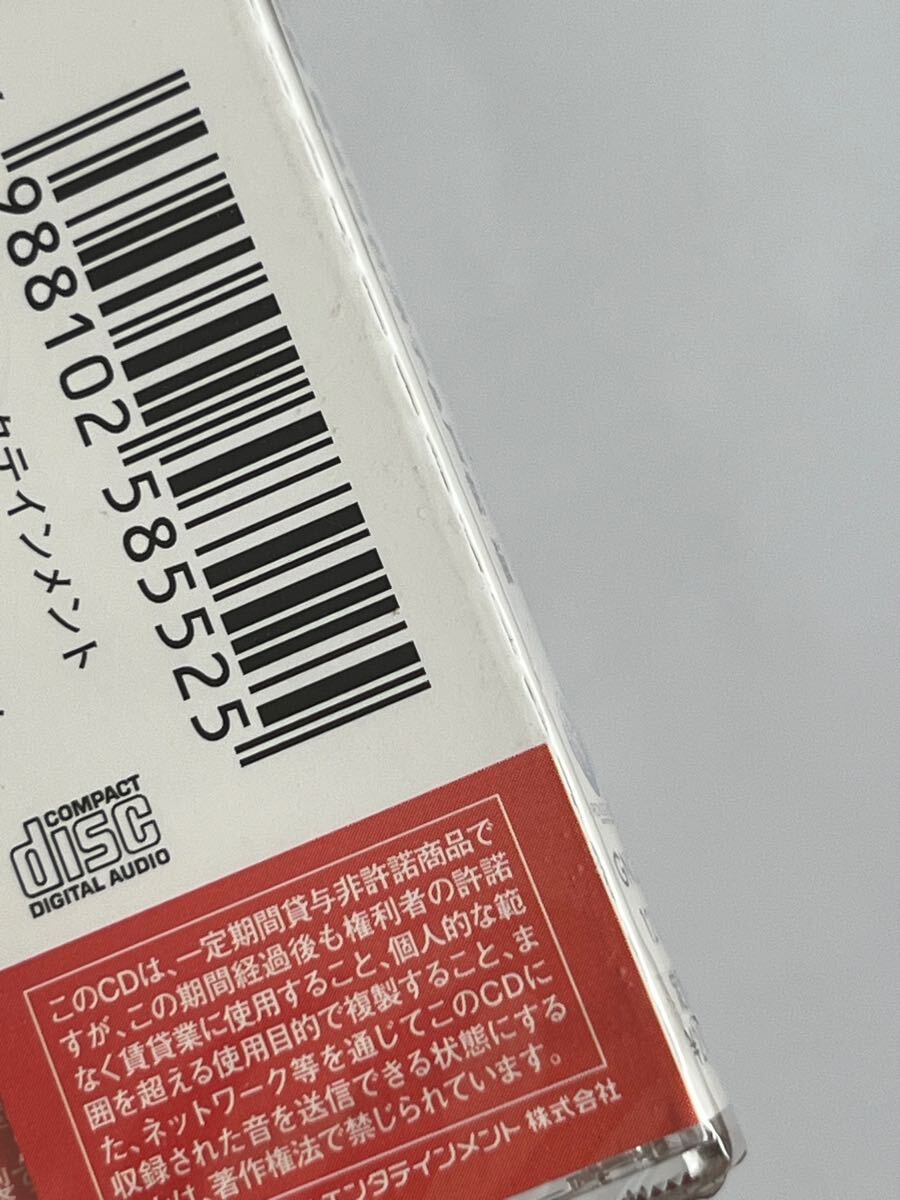 988102 585525
タテインメント
COMPACT
disc
DIGITAL AUDIO
このCDは、一定期間貸与非許諾商品で
すが、この期間経過後も権利者の許諾
なく賃貸業に使用すること、個人的な範
囲を超える使用目的で複製すること、ま
た、ネットワーク等を通じてこのCDに
収録された音を送信できる状態にする
は、著作権法で禁じられています。
エンタテインメント 株式会社